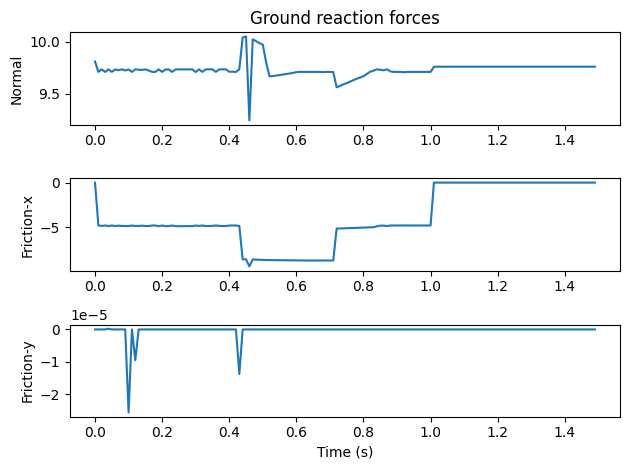 Ground reaction forces
Normal
10.0
9.5
0.0 0.2 0.4 0.6 0.8 1.0 1.2 1.4
Friction-x
0
−5
0.0 0.2 0.4 0.6 0.8 1.0 1.2 1.4
1e−5
Friction-y
0
−1
−2
0.0 0.2 0.4 0.6 0.8 1.0 1.2 1.4
Time (s)